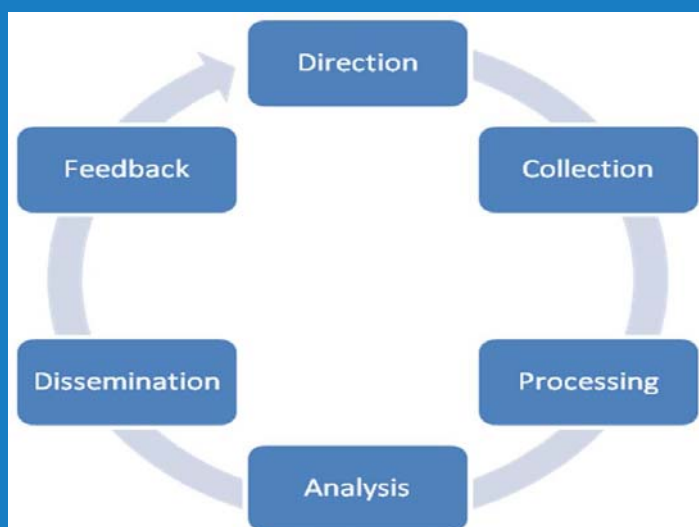 Direction
Collection
Processing
Analysis
Dissemination
Feedback